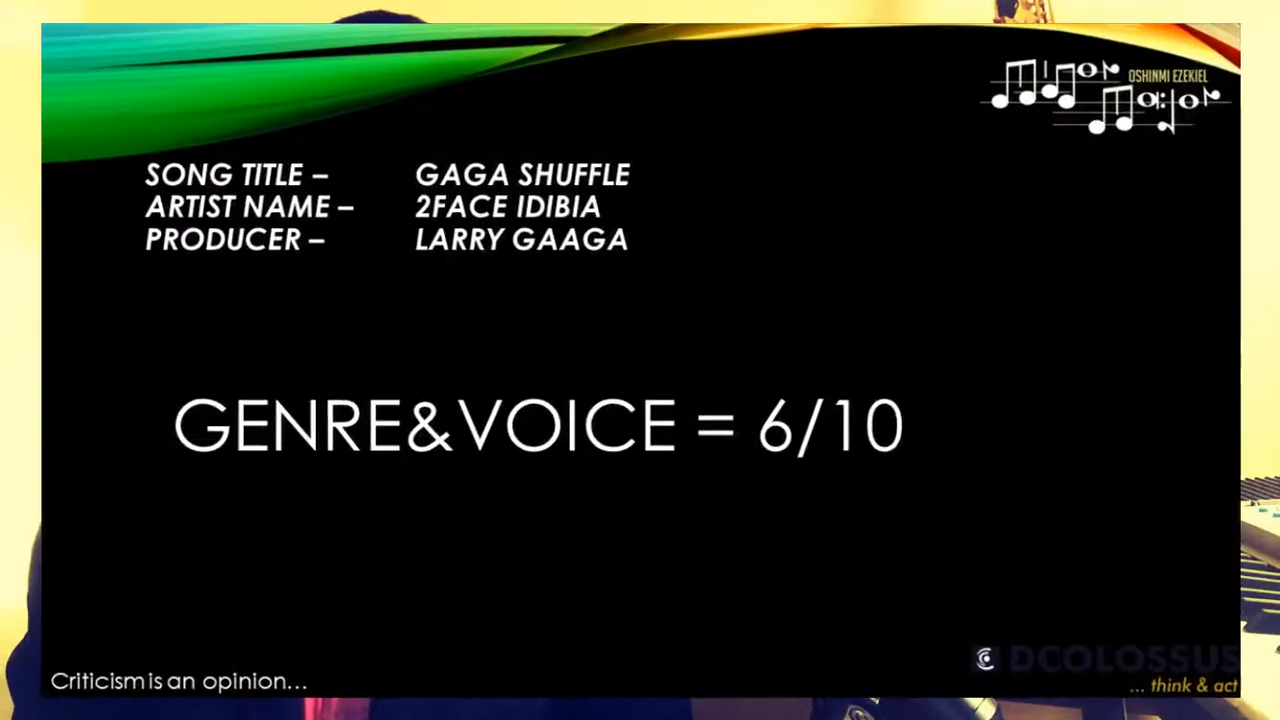 OSHINMI EZEKIEL
SONG TITLE – GAGA SHUFFLE
ARTIST NAME – 2FACE IDIBIA
PRODUCER – LARRY GAAGA
GENRE&VOICE = 6/10
DCOLOSSUS
Criticism is an opinion...
... think & act